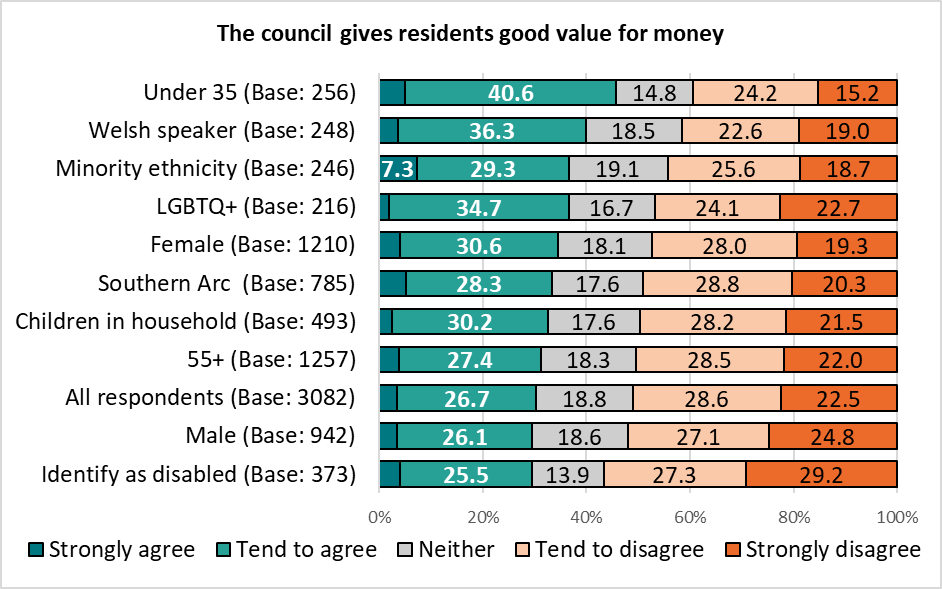 The council gives residents good value for money
Under 35 (Base: 256) 40.6 14.8 24.2 15.2
Welsh speaker (Base: 248) 36.3 18.5 22.6 19.0
Minority ethnicity (Base: 246) 7.3 29.3 19.1 25.6 18.7
LGBTQ+ (Base: 216) 34.7 16.7 24.1 22.7
Female (Base: 1210) 30.6 18.1 28.0 19.3
Southern Arc (Base: 785) 28.3 17.6 28.8 20.3
Children in household (Base: 493) 30.2 17.6 28.2 21.5
55+ (Base: 1257) 27.4 18.3 28.5 22.0
All respondents (Base: 3082) 26.7 18.8 28.6 22.5
Male (Base: 942) 26.1 18.6 27.1 24.8
Identify as disabled (Base: 373) 25.5 13.9 27.3 29.2
0% 20% 40% 60% 80% 100%
Strongly agree Tend to agree Neither Tend to disagree Strongly disagree